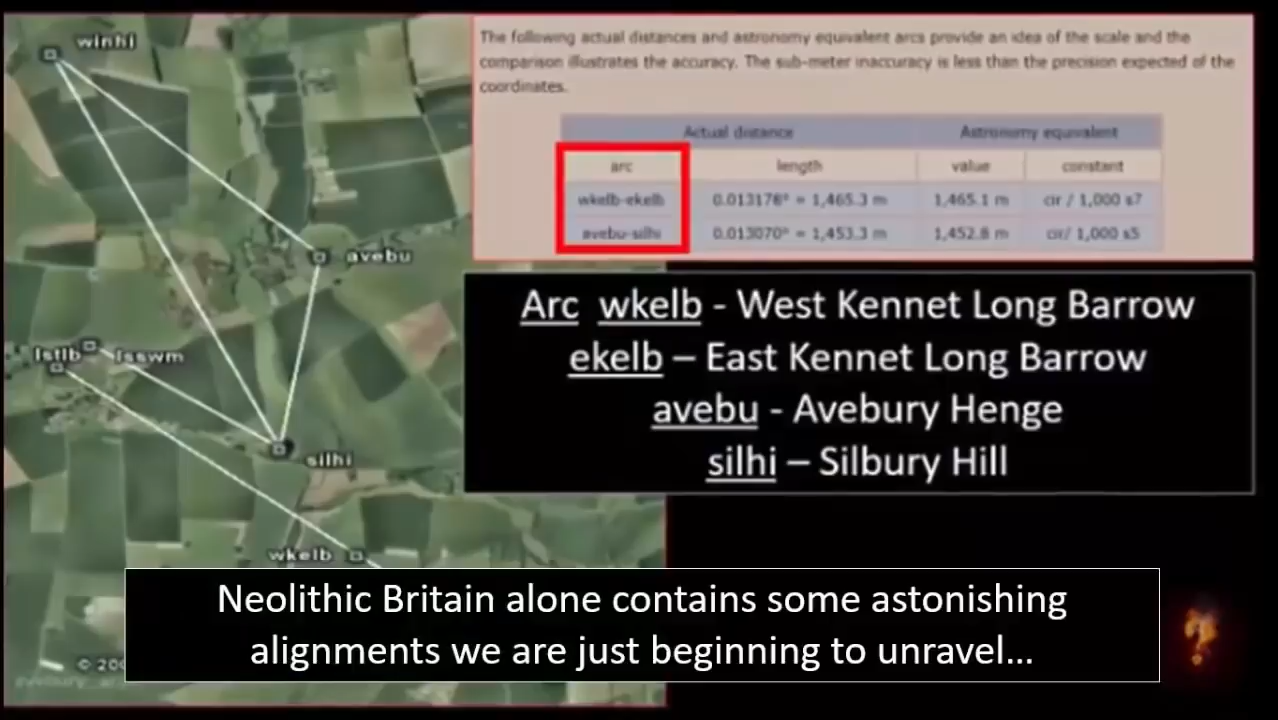 winhi
avebu
lstlb
lsswm
silhi
wkelb
© 200
The following actual distances and astronomy equivalent arcs provide an idea of the scale and the
comparison illustrates the accuracy. The sub-meter inaccuracy is less than the precision expected of the
coordinates.
Actual distance Astronomy equivalent
arc length value constant
wkelb-ekelb 0.013178° = 1,465.3 m 1,465.1 m cir / 1,000 s7
avebu-silhi 0.013070° = 1,453.3 m 1,452.8 m cir/ 1,000 s5
Arc wkelb - West Kennet Long Barrow
ekelb – East Kennet Long Barrow
avebu - Avebury Henge
silhi – Silbury Hill
Neolithic Britain alone contains some astonishing
alignments we are just beginning to unravel...
?